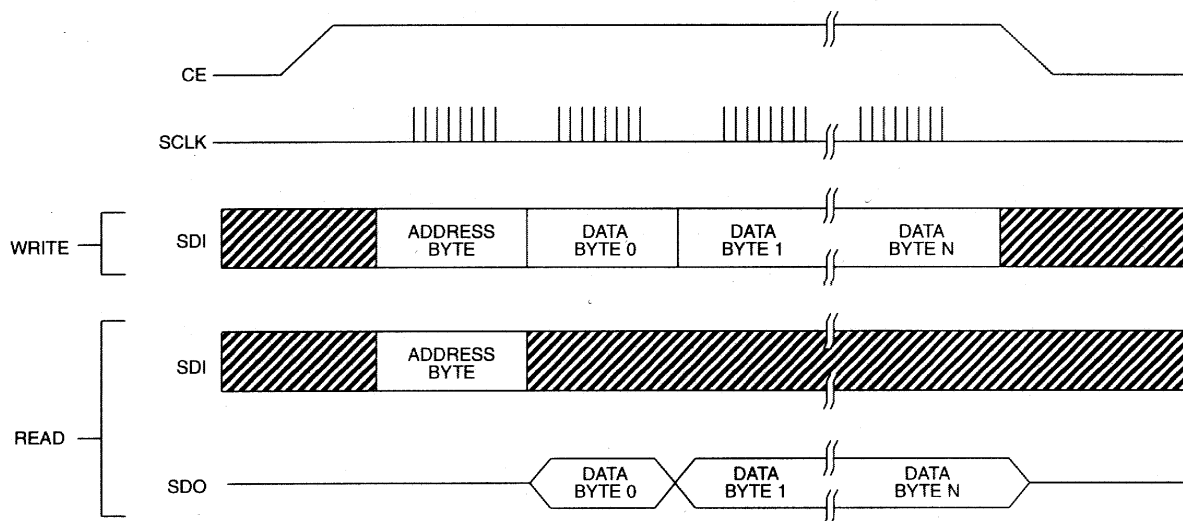 CE
SCLK
WRITE
SDI
ADDRESS
BYTE
DATA
BYTE 0
DATA
BYTE 1
DATA
BYTE N
READ
SDI
ADDRESS
BYTE
SDO
DATA
BYTE 0
DATA
BYTE 1
DATA
BYTE N